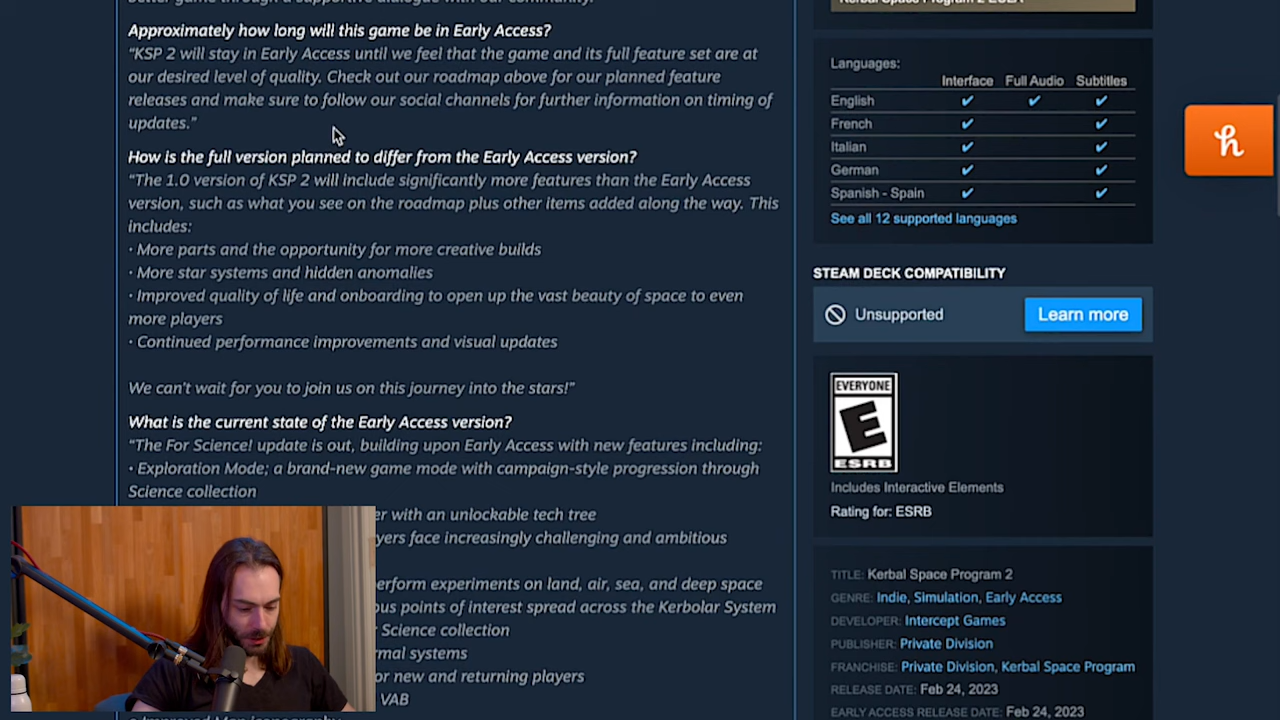 Approximately how long will this game be in Early Access?
“KSP 2 will stay in Early Access until we feel that the game and its full feature set are at
our desired level of quality. Check out our roadmap above for our planned feature
releases and make sure to follow our social channels for further information on timing of
updates.”
How is the full version planned to differ from the Early Access version?
“The 1.0 version of KSP 2 will include significantly more features than the Early Access
version, such as what you see on the roadmap plus other items added along the way. This
includes:
· More parts and the opportunity for more creative builds
· More star systems and hidden anomalies
· Improved quality of life and onboarding to open up the vast beauty of space to even
more players
· Continued performance improvements and visual updates
We can't wait for you to join us on this journey into the stars!”
What is the current state of the Early Access version?
“The For Science! update is out, building upon Early Access with new features including:
· Exploration Mode; a brand-new game mode with campaign-style progression through
Science collection
er with an unlockable tech tree
yers face increasingly challenging and ambitious
erform experiments on land, air, sea, and deep space
ous points of interest spread across the Kerbolar System
Science collection
rmal systems
or new and returning players
VAB
Languages:
Interface Full Audio Subtitles
English ✔ ✔ ✔
French ✔ ✔
Italian ✔ ✔
German ✔ ✔
Spanish - Spain ✔ ✔
See all 12 supported languages
STEAM DECK COMPATIBILITY
Unsupported
Learn more
EVERYONE
E
ESRB
Includes Interactive Elements
Rating for: ESRB
TITLE: Kerbal Space Program 2
GENRE: Indie, Simulation, Early Access
DEVELOPER: Intercept Games
PUBLISHER: Private Division
FRANCHISE: Private Division, Kerbal Space Program
RELEASE DATE: Feb 24, 2023
EARLY ACCESS RELEASE DATE: Feb 24, 2023
h